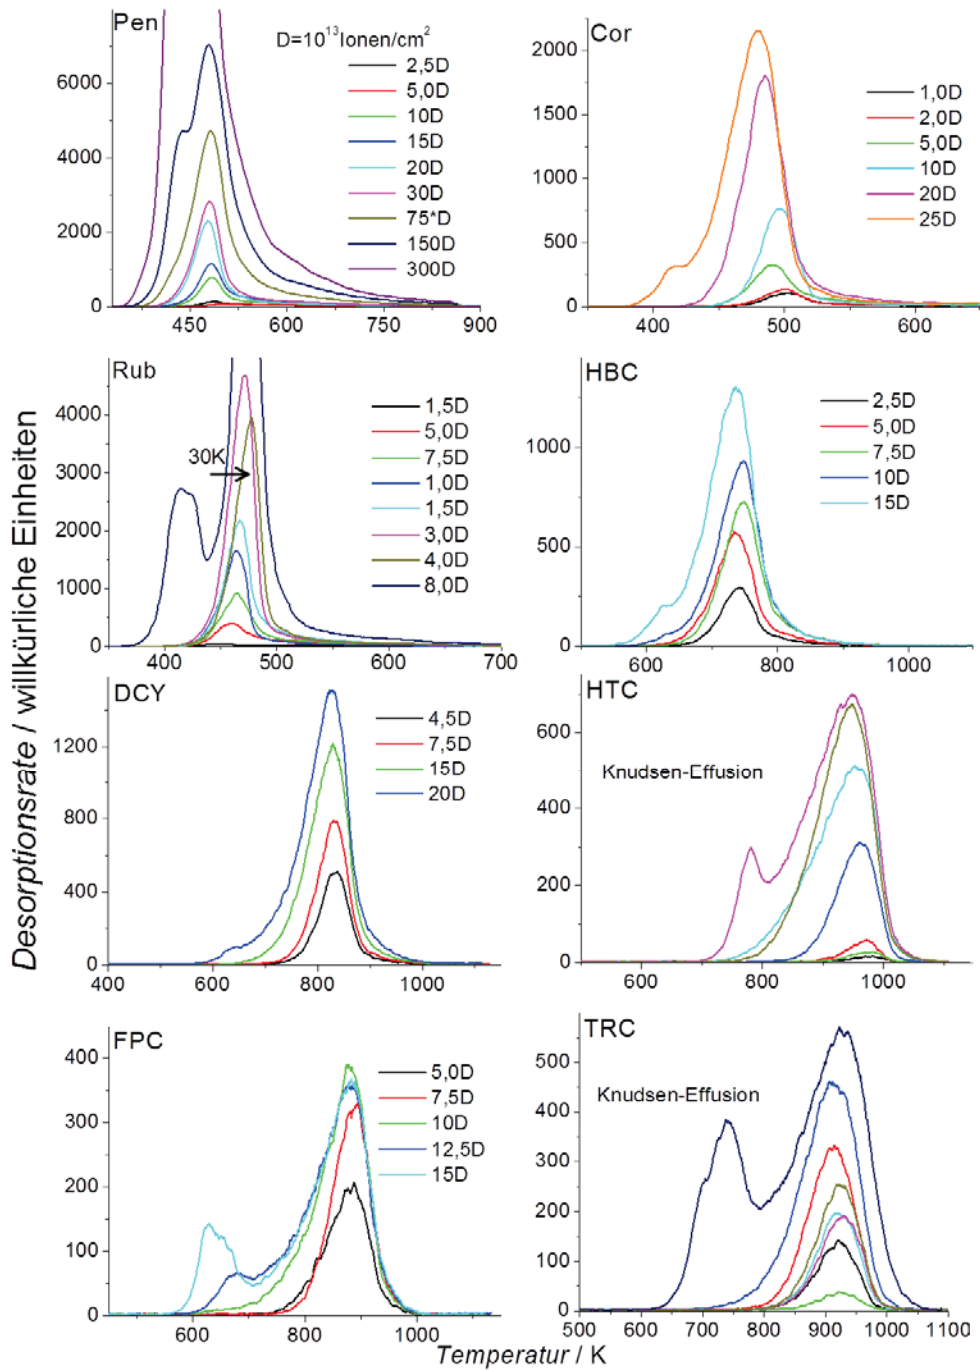 Pen
D=10¹³Ionen/cm²
2,5D
5,0D
10D
15D
20D
30D
75*D
150D
300D
6000
4000
2000
0
450 600 750 900
Cor
1,0D
2,0D
5,0D
10D
20D
25D
2000
1500
1000
500
0
400 500 600
Rub
30K
1,5D
5,0D
7,5D
1,0D
1,5D
3,0D
4,0D
8,0D
4000
3000
2000
1000
0
400 500 600 700
HBC
2,5D
5,0D
7,5D
10D
15D
1000
500
0
600 800 1000
Desorptionsrate / willkürliche Einheiten
DCY
4,5D
7,5D
15D
20D
1200
800
400
0
400 600 800 1000
HTC
Knudsen-Effusion
600
400
200
0
600 800 1000
FPC
5,0D
7,5D
10D
12,5D
15D
400
300
200
100
0
600 800 1000
TRC
Knudsen-Effusion
500
400
300
200
100
0
500 600 700 800 900 1000 1100
Temperatur / K